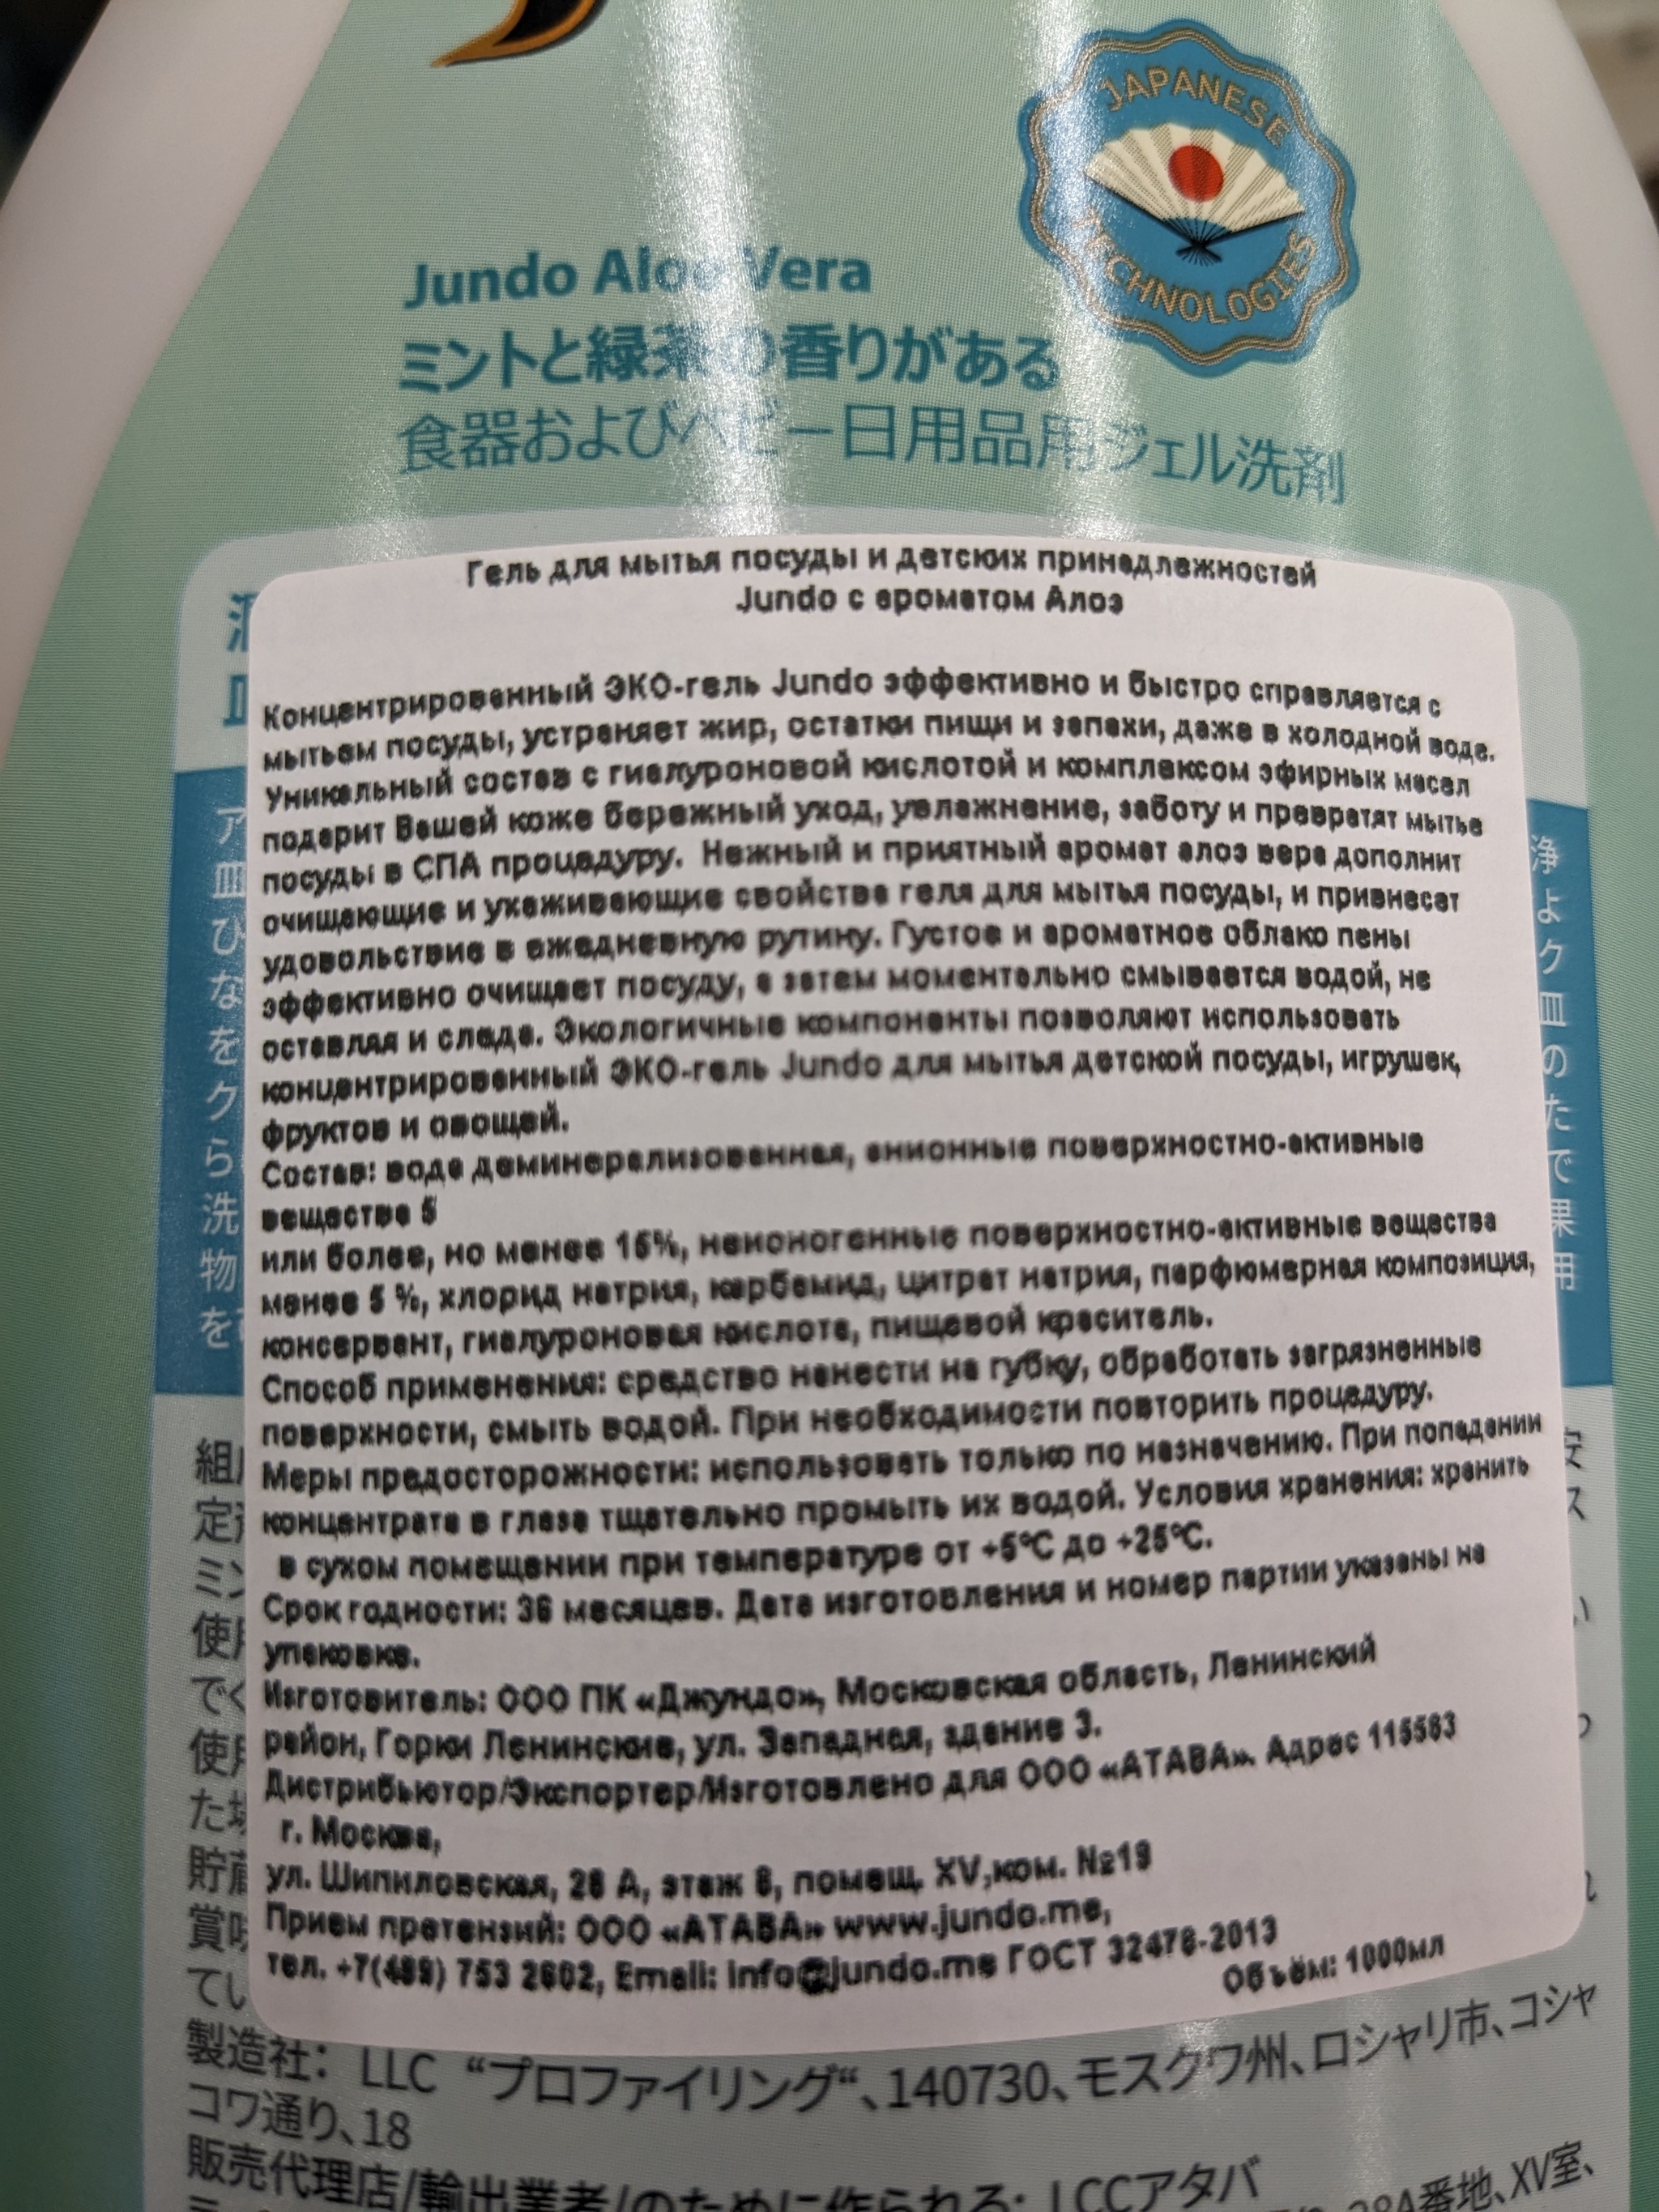 JAPANESE
TECHNOLOGIES
Jundo Aloe Vera
ミントと緑茶の香りがある
食器およびベビー日用品用ジェル洗剤
Гель для мытья посуды и детских принадлежностей
Jundo с ароматом Алоэ
Концентрированный ЭКО-гель Jundo эффективно и быстро справляется с
мытьем посуды, устраняет жир, остатки пищи и запахи, даже в холодной воде.
Уникальный состав с гиалуроновой кислотой и комплексом эфирных масел
подарит Вашей коже бережный уход, увлажнение, заботу и превратят мытье
посуды в СПА процедуру. Нежный и приятный аромат алоэ вера дополнит
очищающие и ухаживающие свойства геля для мытья посуды, и привнесет
удовольствие в ежедневную рутину. Густое и ароматное облако пены
эффективно очищает посуду, а затем моментально смывается водой, не
оставляя и следа. Экологичные компоненты позволяют использовать
концентрированный ЭКО-гель Jundo для мытья детской посуды, игрушек,
фруктов и овощей.
Состав: вода деминерализованная, анионные поверхностно-активные
вещества 5
или более, но менее 15%, неионогенные поверхностно-активные вещества
менее 5 %, хлорид натрия, карбамид, цитрат натрия, парфюмерная композиция,
консервант, гиалуроновая кислота, пищевой краситель.
Способ применения: средство нанести на губку, обработать загрязненные
поверхности, смыть водой. При необходимости повторить процедуру.
Меры предосторожности: использовать только по назначению. При попадании
концентрата в глаза тщательно промыть их водой. Условия хранения: хранить
в сухом помещении при температуре от +5°С до +25°С.
Срок годности: 36 месяцев. Дата изготовления и номер партии указаны на
упаковке.
Изготовитель: ООО ПК «Джундо», Московская область, Ленинский
район, Горки Ленинские, ул. Западная, здание 3.
Дистрибьютор/Экспортер/Изготовлено для ООО «АТАВА». Адрес 115583
г. Москва,
ул. Шипиловская, 28 А, этаж 8, помещ. XV,ком. №19
Прием претензий: ООО «АТАВА» www.jundo.me,
тел. +7(499) 753 2602, Email: info@jundo.me ГОСТ 32478-2013
Объём: 1000мл
製造社： LLC “プロファイリング“、140730、モスクワ州、ロシャリ市、コシャ
コワ通り、18
販売代理店/輸出業者/のために作られる： LCCアタバ
28A番地、XV室、